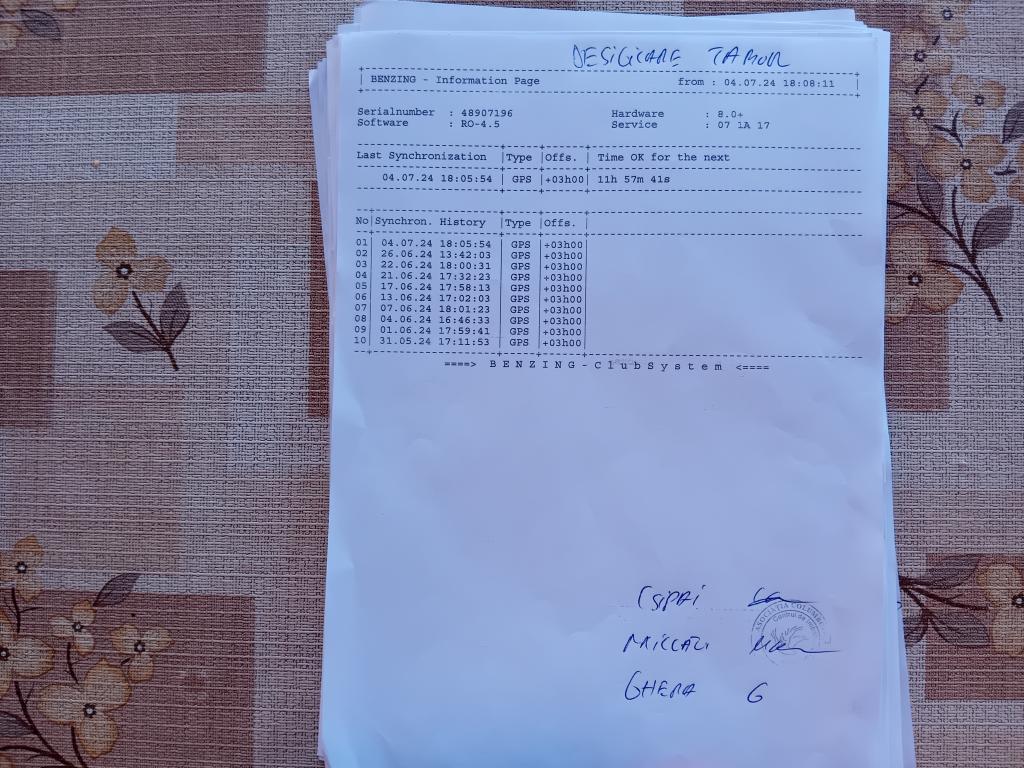 DESIGILARE TAMUR
| BENZING - Information Page from : 04.07.24 18:08:11 |
Serialnumber : 48907196 Hardware : 8.0+
Software : RO-4.5 Service : 07 1A 17
Last Synchronization |Type |Offs. | Time OK for the next
04.07.24 18:05:54 | GPS |+03h00| 11h 57m 41s
No|Synchron. History |Type |Offs.|
01| 04.07.24 18:05:54 | GPS |+03h00|
02| 26.06.24 13:42:03 | GPS |+03h00|
03| 22.06.24 18:00:31 | GPS |+03h00|
04| 21.06.24 17:32:23 | GPS |+03h00|
05| 17.06.24 17:58:13 | GPS |+03h00|
06| 13.06.24 17:02:03 | GPS |+03h00|
07| 07.06.24 18:01:23 | GPS |+03h00|
08| 04.06.24 16:46:33 | GPS |+03h00|
09| 01.06.24 17:59:41 | GPS |+03h00|
10| 31.05.24 17:11:53 | GPS |+03h00|
====> B E N Z I N G - C l u b S y s t e m <====
CSIPAI
ASOCIATIA
MICLAZI
GHEMA G